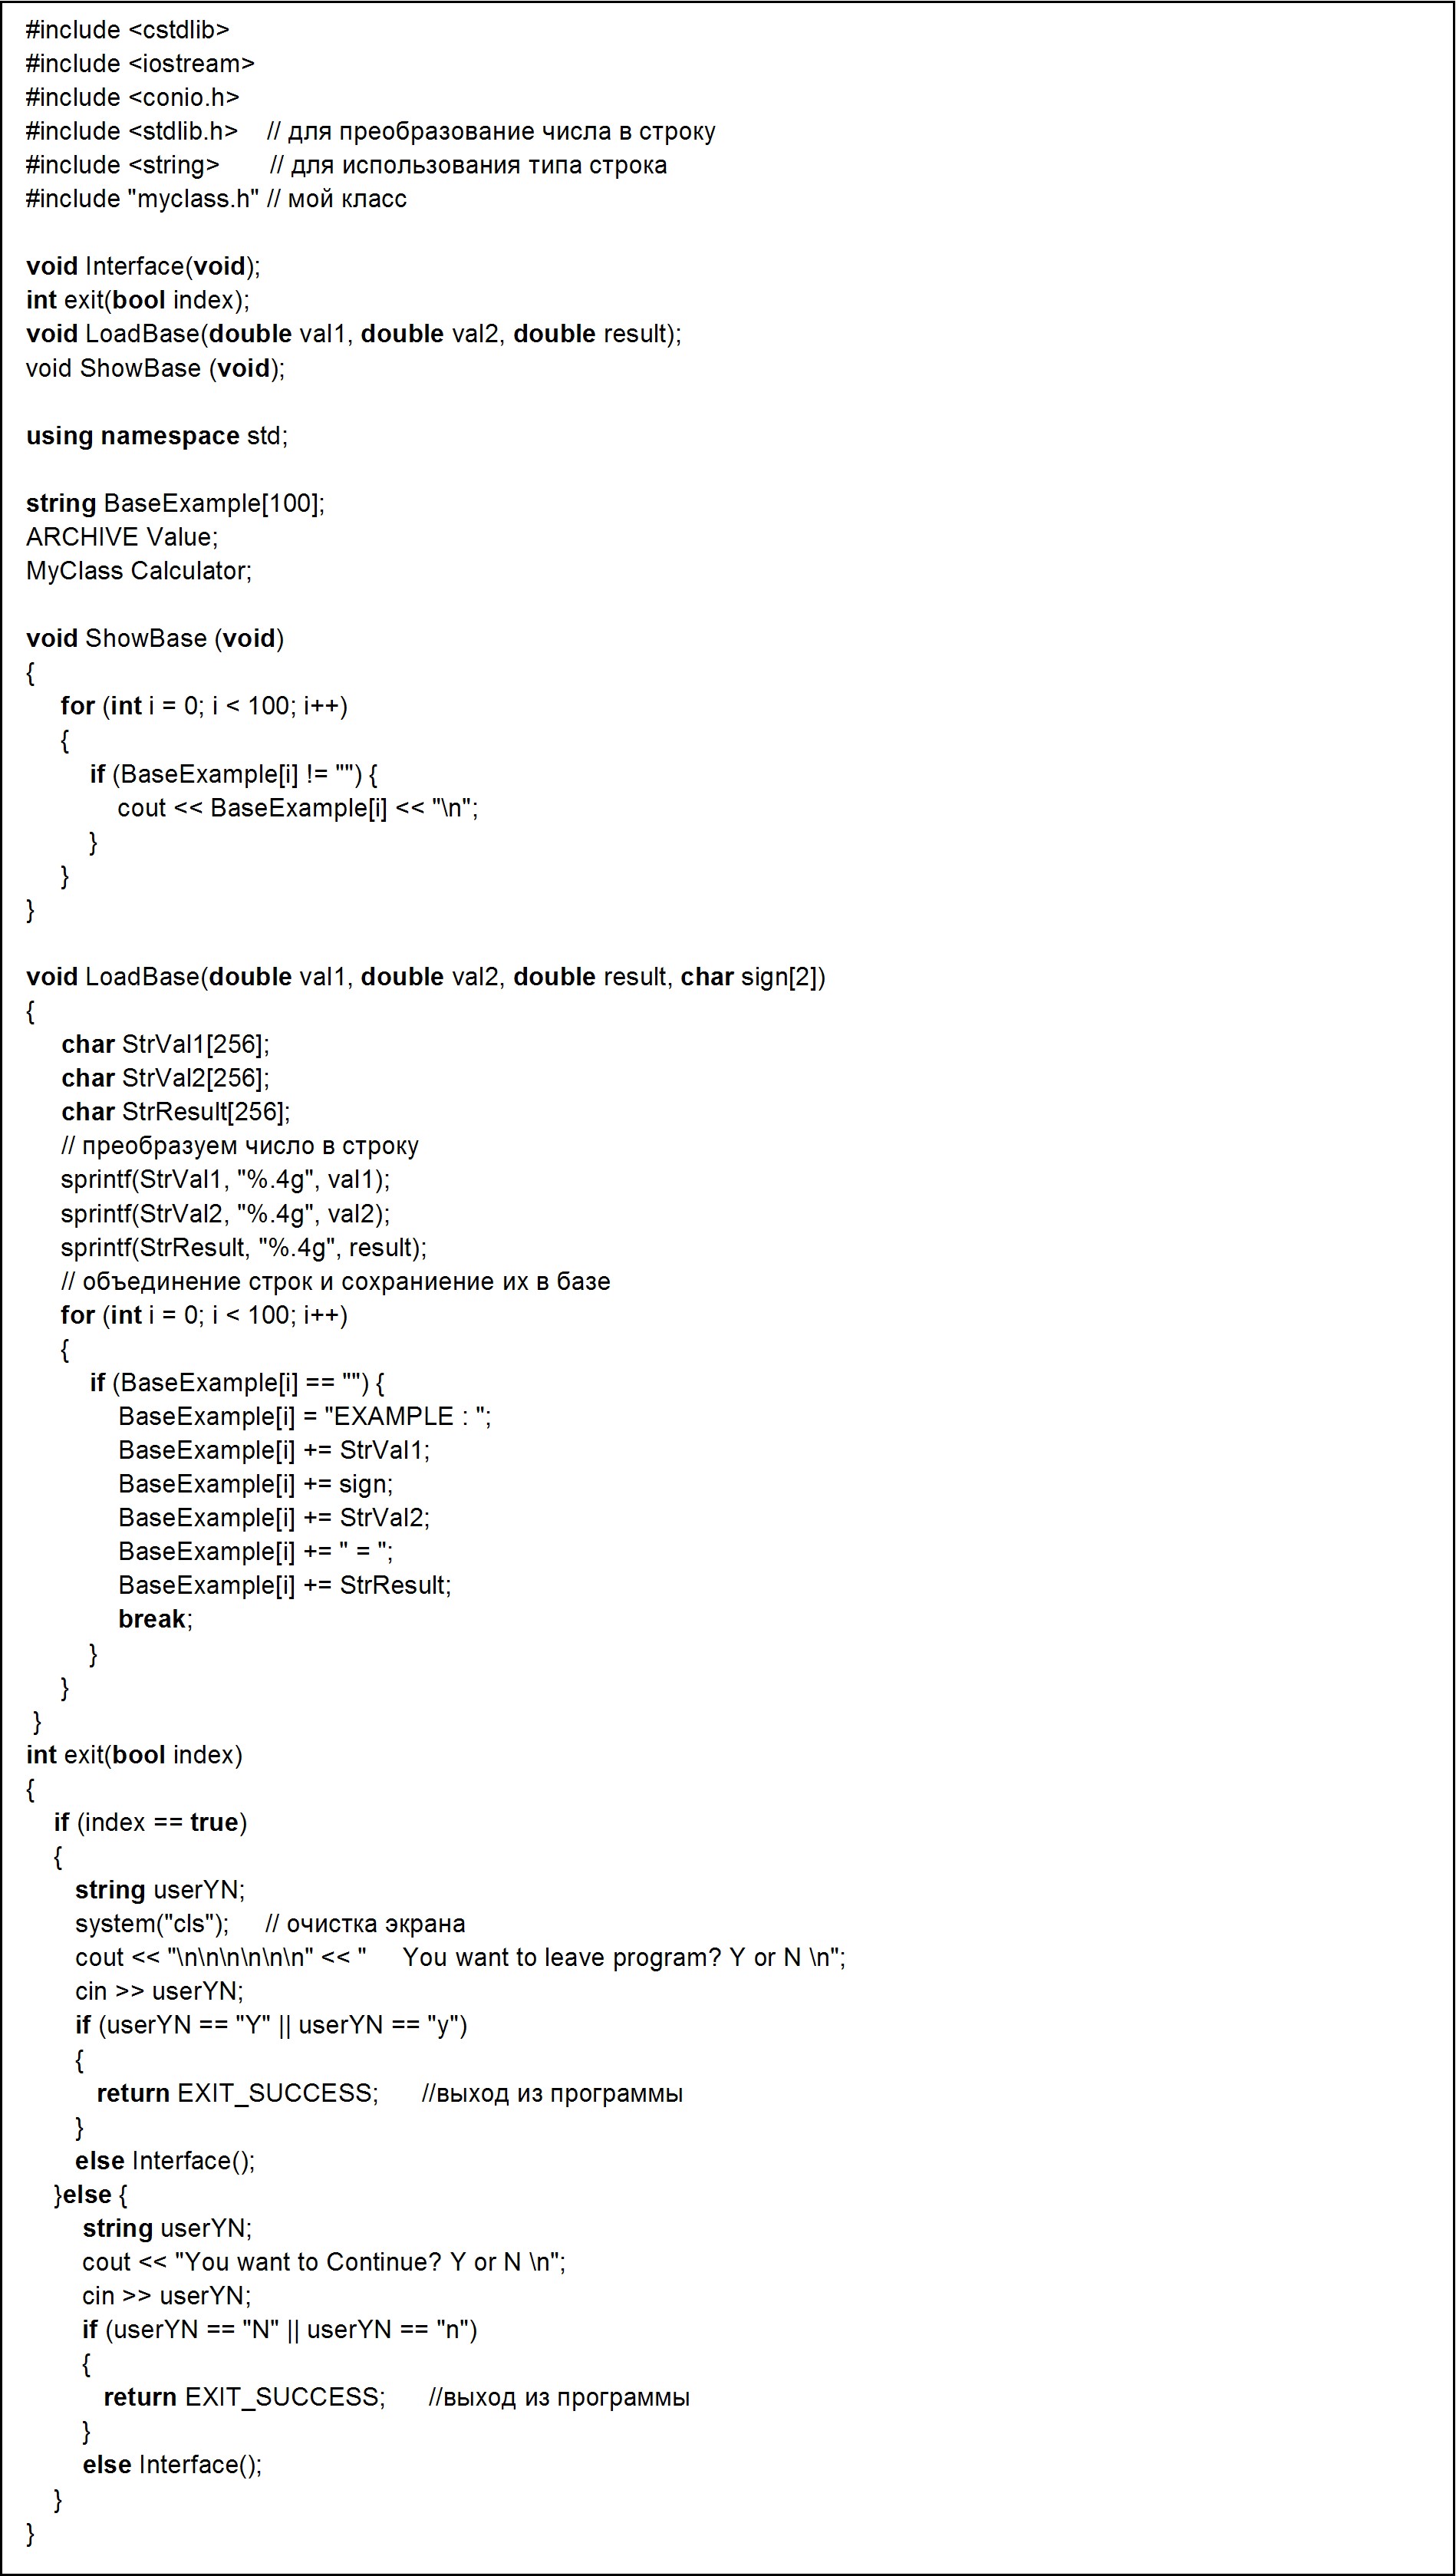 #include <cstdlib>
#include <iostream>
#include <conio.h>
#include <stdlib.h>    // для преобразование числа в строку
#include <string>       // для использования типа строка
#include "myclass.h" // мой класс

void Interface(void);
int exit(bool index);
void LoadBase(double val1, double val2, double result);
void ShowBase (void);

using namespace std;

string BaseExample[100];
ARCHIVE Value;
MyClass Calculator;

void ShowBase (void)
{
     for (int i = 0; i < 100; i++)
     {
         if (BaseExample[i] != "") {
             cout << BaseExample[i] << "\n";
         }
     }
}

void LoadBase(double val1, double val2, double result, char sign[2])
{
     char StrVal1[256];
     char StrVal2[256];
     char StrResult[256];
     // преобразуем число в строку
     sprintf(StrVal1, "%.4g", val1);
     sprintf(StrVal2, "%.4g", val2);
     sprintf(StrResult, "%.4g", result);
     // объединение строк и сохраниение их в базе
     for (int i = 0; i < 100; i++)
     {
         if (BaseExample[i] == "") {
             BaseExample[i] = "EXAMPLE : ";
             BaseExample[i] += StrVal1;
             BaseExample[i] += sign;
             BaseExample[i] += StrVal2;
             BaseExample[i] += " = ";
             BaseExample[i] += StrResult;
             break;
         }
     }
 }
int exit(bool index)
{
    if (index == true)
    {
       string userYN;
       system("cls");     // очистка экрана
       cout << "\n\n\n\n\n\n" << "     You want to leave program? Y or N \n";
       cin >> userYN;
       if (userYN == "Y" || userYN == "y")
       {
          return EXIT_SUCCESS;      //выход из программы
       }
       else Interface();
    }else {
        string userYN;
        cout << "You want to Continue? Y or N \n";
        cin >> userYN;
        if (userYN == "N" || userYN == "n")
        {
           return EXIT_SUCCESS;      //выход из программы
        }
        else Interface();
    }
}